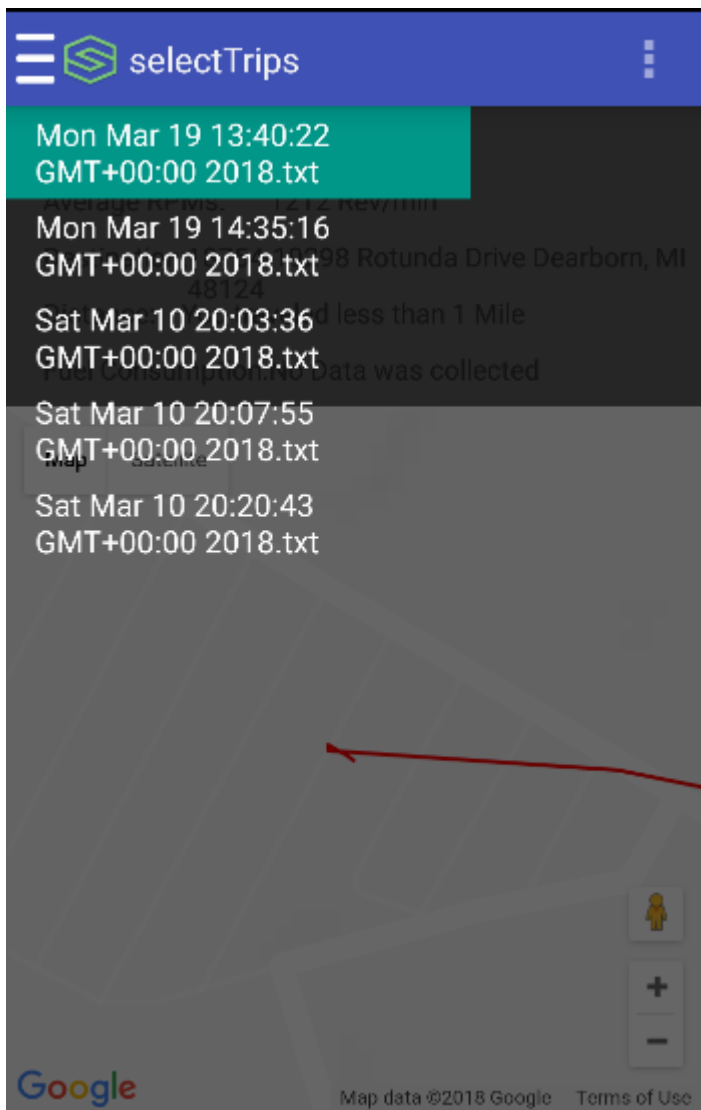 selectTrips
Mon Mar 19 13:40:22
GMT+00:00 2018.txt
Average RPMs: 1212 Rev/min
Mon Mar 19 14:35:16
98 Rotunda Drive Dearborn, MI
GMT+00:00 2018.txt
48124
Sat Mar 10 20:03:36
less than 1 Mile
GMT+00:00 2018.txt
Fuel Consumption:No Data was collected
Sat Mar 10 20:07:55
GMT+00:00 2018.txt
Map Satellite
Sat Mar 10 20:20:43
GMT+00:00 2018.txt
+
−
Google
Map data ©2018 Google Terms of Use